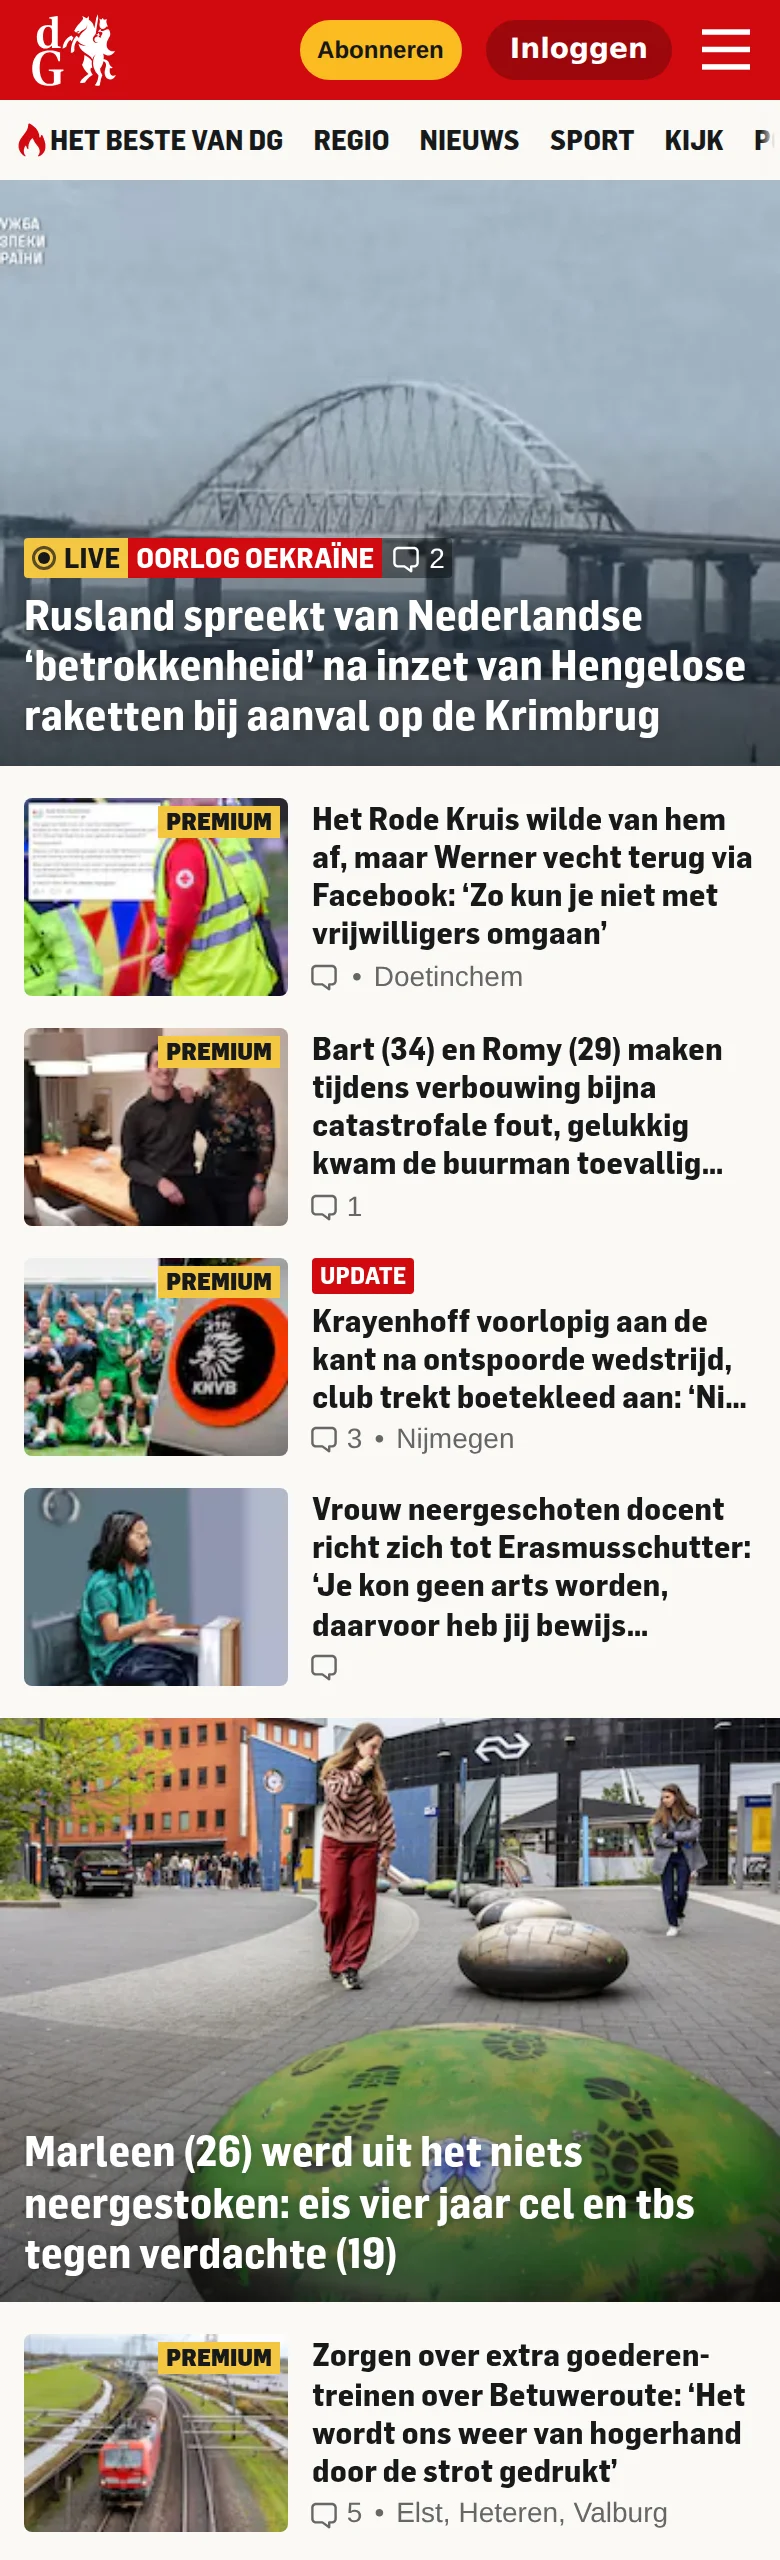 dG
Abonneren
Inloggen
HET BESTE VAN DG
REGIO
NIEUWS
SPORT
KIJK
УЖБА
ЗПЕКИ
РАЇНИ
LIVE OORLOG OEKRAÏNE 2
Rusland spreekt van Nederlandse
‘betrokkenheid’ na inzet van Hengelose
raketten bij aanval op de Krimbrug
PREMIUM
Het Rode Kruis wilde van hem
af, maar Werner vecht terug via
Facebook: ‘Zo kun je niet met
vrijwilligers omgaan’
• Doetinchem
PREMIUM
Bart (34) en Romy (29) maken
tijdens verbouwing bijna
catastrofale fout, gelukkig
kwam de buurman toevallig...
1
PREMIUM
KNVB
UPDATE
Krayenhoff voorlopig aan de
kant na ontspoorde wedstrijd,
club trekt boetekleed aan: ‘Ni...
3 • Nijmegen
Vrouw neergeschoten docent
richt zich tot Erasmusschutter:
‘Je kon geen arts worden,
daarvoor heb jij bewijs...
Marleen (26) werd uit het niets
neergestoken: eis vier jaar cel en tbs
tegen verdachte (19)
PREMIUM
Zorgen over extra goederen-
treinen over Betuweroute: ‘Het
wordt ons weer van hogerhand
door de strot gedrukt’
5 • Elst, Heteren, Valburg